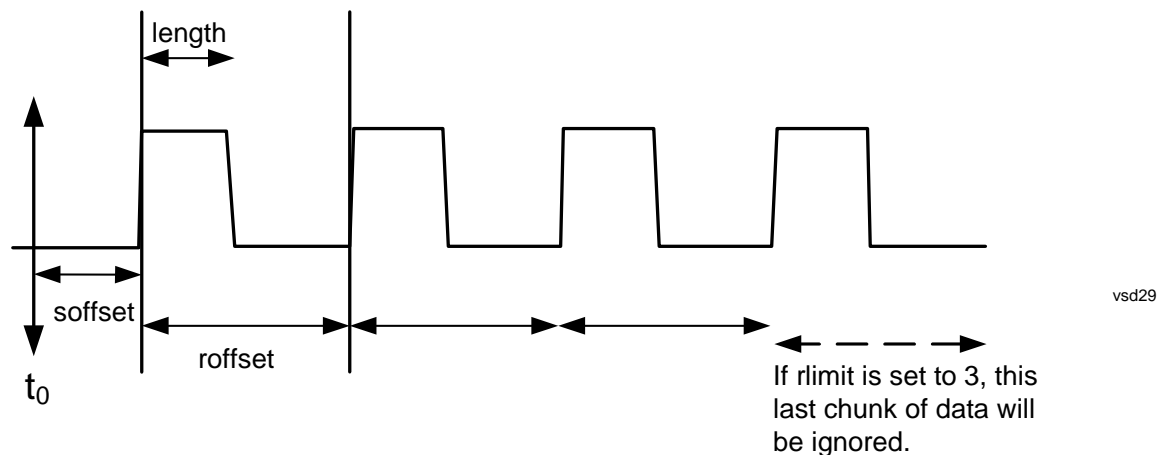 length
soffset
roffset
t₀
vsd29
If rlimit is set to 3, this
last chunk of data will
be ignored.